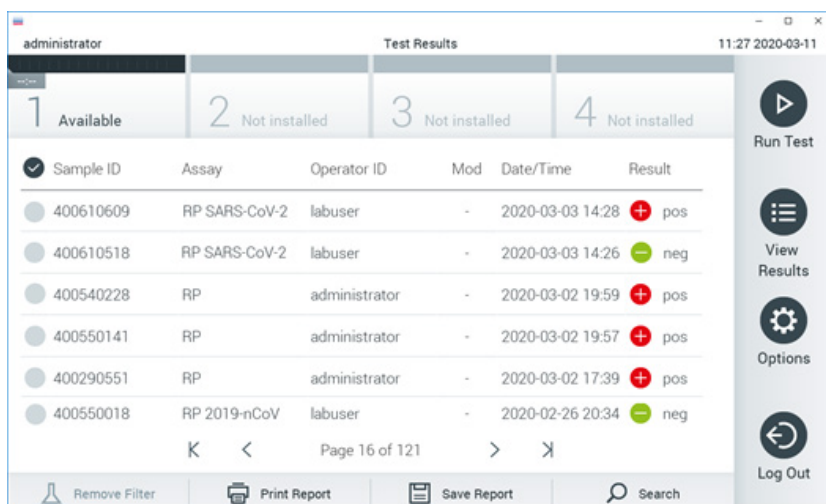 administrator Test Results 11:27 2020-03-11
--:--
1 Available 2 Not installed 3 Not installed 4 Not installed
Run Test
Sample ID Assay Operator ID Mod Date/Time Result
400610609 RP SARS-CoV-2 labuser - 2020-03-03 14:28 pos
400610518 RP SARS-CoV-2 labuser - 2020-03-03 14:26 neg
View
Results
400540228 RP administrator - 2020-03-02 19:59 pos
400550141 RP administrator - 2020-03-02 19:57 pos
Options
400290551 RP administrator - 2020-03-02 17:39 pos
400550018 RP 2019-nCoV labuser - 2020-02-26 20:34 neg
Page 16 of 121
Log Out
Remove Filter Print Report Save Report Search